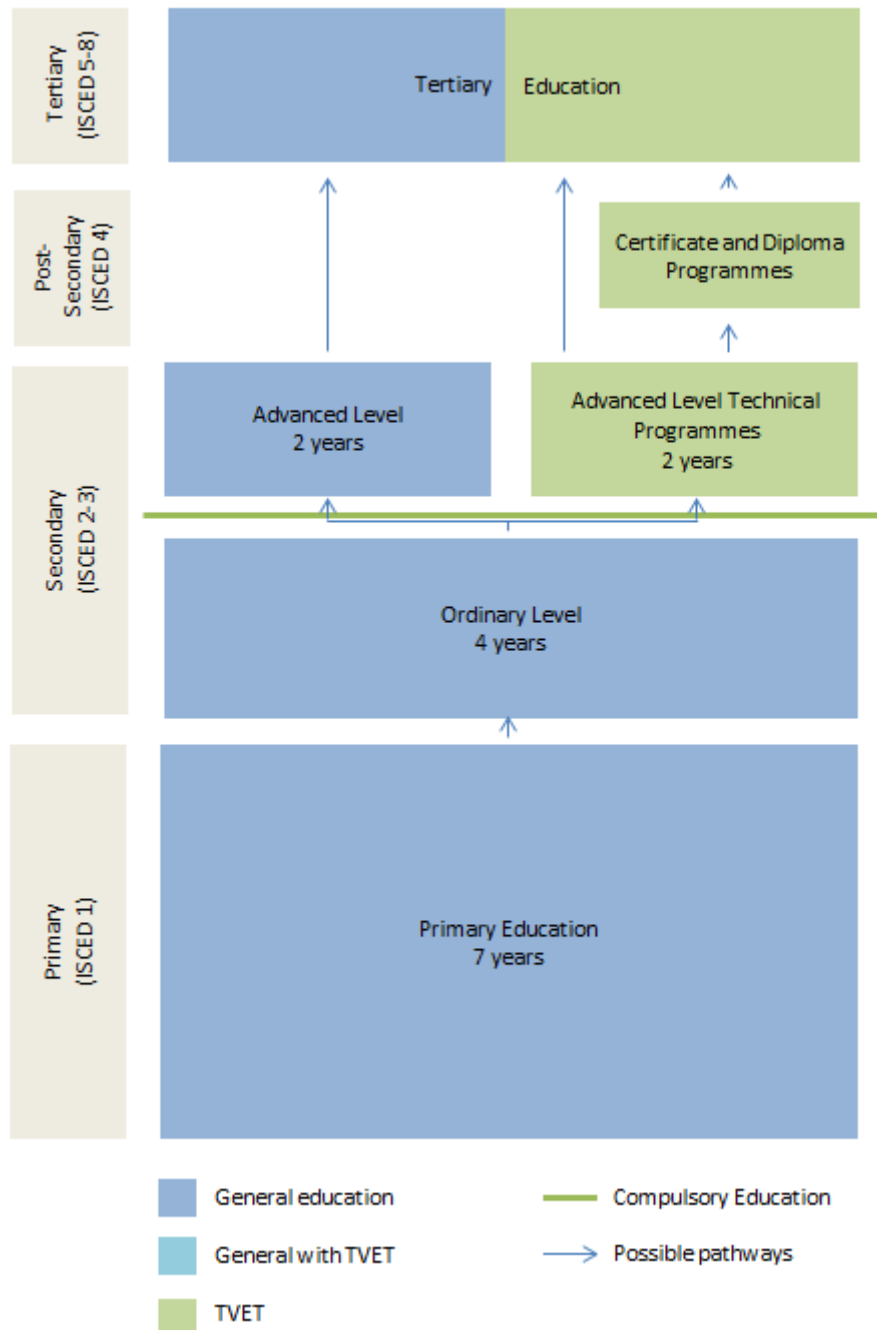 Tertiary
(ISCED 5-8)
Tertiary Education
Post-
Secondary
(ISCED 4)
Certificate and Diploma
Programmes
Secondary
(ISCED 2-3)
Advanced Level
2 years
Advanced Level Technical
Programmes
2 years
Ordinary Level
4 years
Primary
(ISCED 1)
Primary Education
7 years
General education
Compulsory Education
General with TVET
Possible pathways
TVET